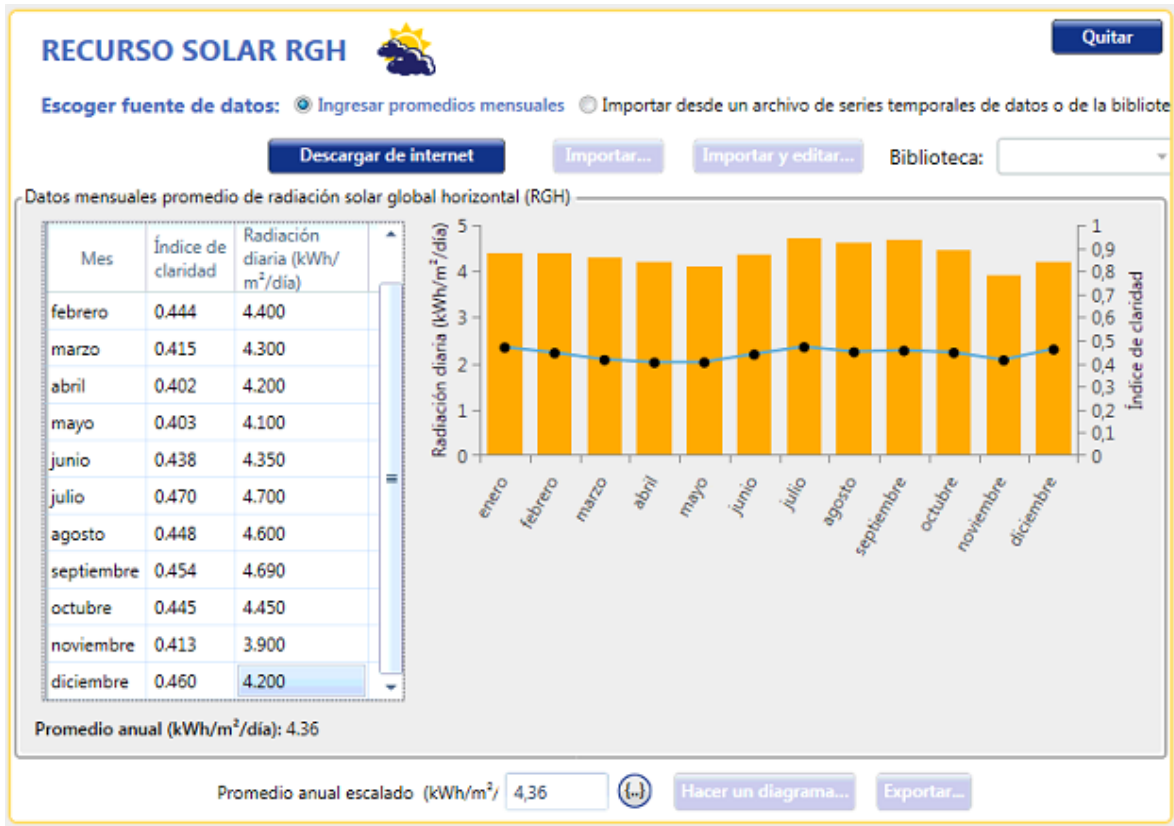 RECURSO SOLAR RGH
Quitar
Escoger fuente de datos: Ingresar promedios mensuales Importar desde un archivo de series temporales de datos o de la bibliote
Descargar de internet Importar... Importar y editar... Biblioteca:
Datos mensuales promedio de radiación solar global horizontal (RGH)
Mes Índice de claridad Radiación diaria (kWh/m²/día)
febrero 0.444 4.400
marzo 0.415 4.300
abril 0.402 4.200
mayo 0.403 4.100
junio 0.438 4.350
julio 0.470 4.700
agosto 0.448 4.600
septiembre 0.454 4.690
octubre 0.445 4.450
noviembre 0.413 3.900
diciembre 0.460 4.200
Promedio anual (kWh/m²/día): 4.36
Radiación diaria (kWh/m²/día)
5
4
3
2
1
0
1
0,9
0,8
0,7
0,6
0,5
0,4
0,3
0,2
0,1
0
Índice de claridad
enero febrero marzo abril mayo junio julio agosto septiembre octubre noviembre diciembre
Promedio anual escalado (kWh/m²/ 4,36 {..} Hacer un diagrama... Exportar...